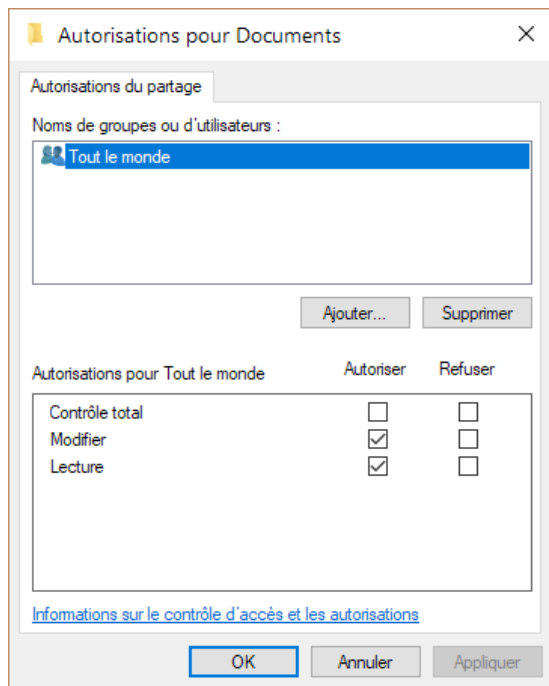 Autorisations pour Documents
Autorisations du partage
Noms de groupes ou d'utilisateurs :
Tout le monde
Ajouter... Supprimer
Autorisations pour Tout le monde Autoriser Refuser
Contrôle total
Modifier
Lecture
Informations sur le contrôle d'accès et les autorisations
OK Annuler Appliquer